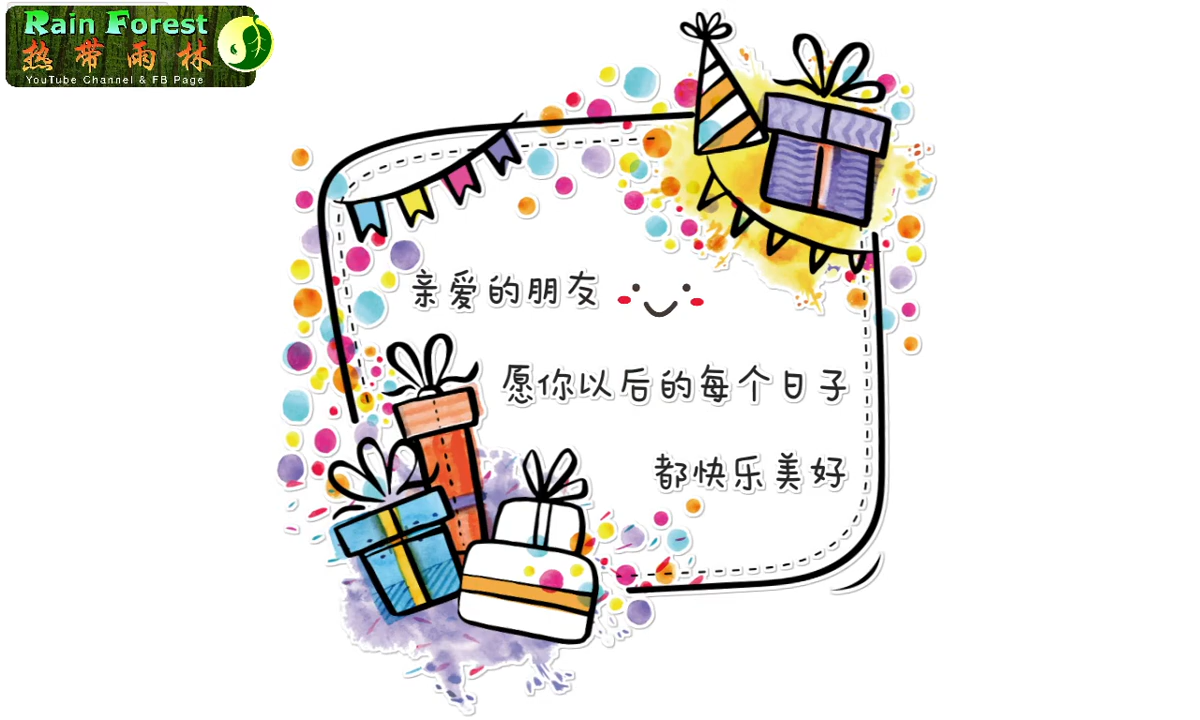 Rain Forest
热带雨林
YouTube Channel & FB Page
亲爱的朋友
愿你以后的每个日子
都快乐美好